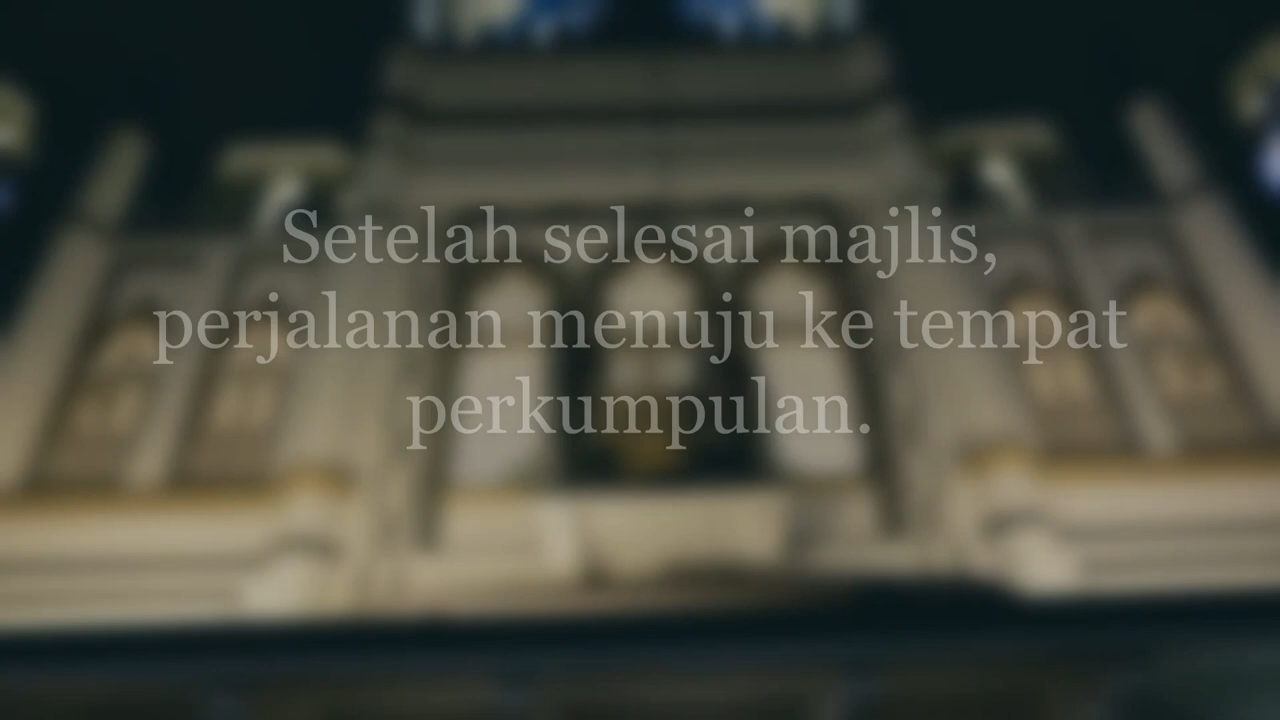 Setelah selesai majlis,
perjalanan menuju ke tempat
perkumpulan.